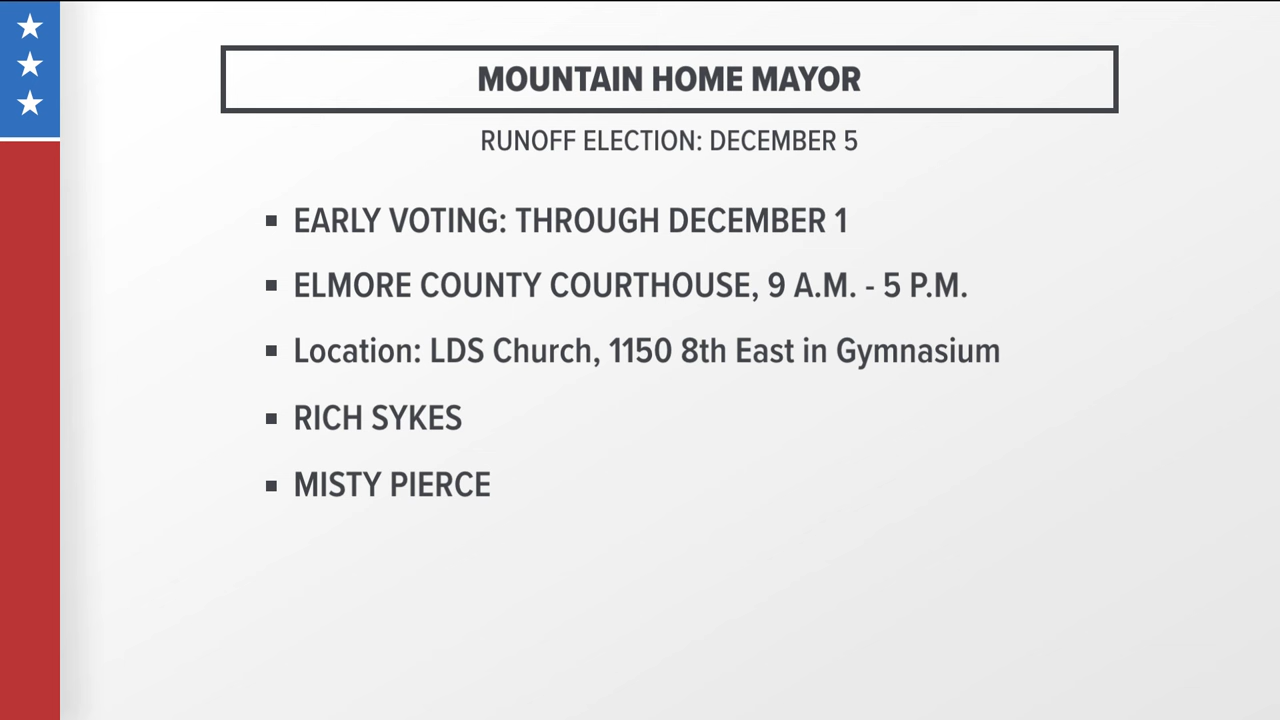 MOUNTAIN HOME MAYOR
RUNOFF ELECTION: DECEMBER 5
▪ EARLY VOTING: THROUGH DECEMBER 1
▪ ELMORE COUNTY COURTHOUSE, 9 A.M. - 5 P.M.
▪ Location: LDS Church, 1150 8th East in Gymnasium
▪ RICH SYKES
▪ MISTY PIERCE